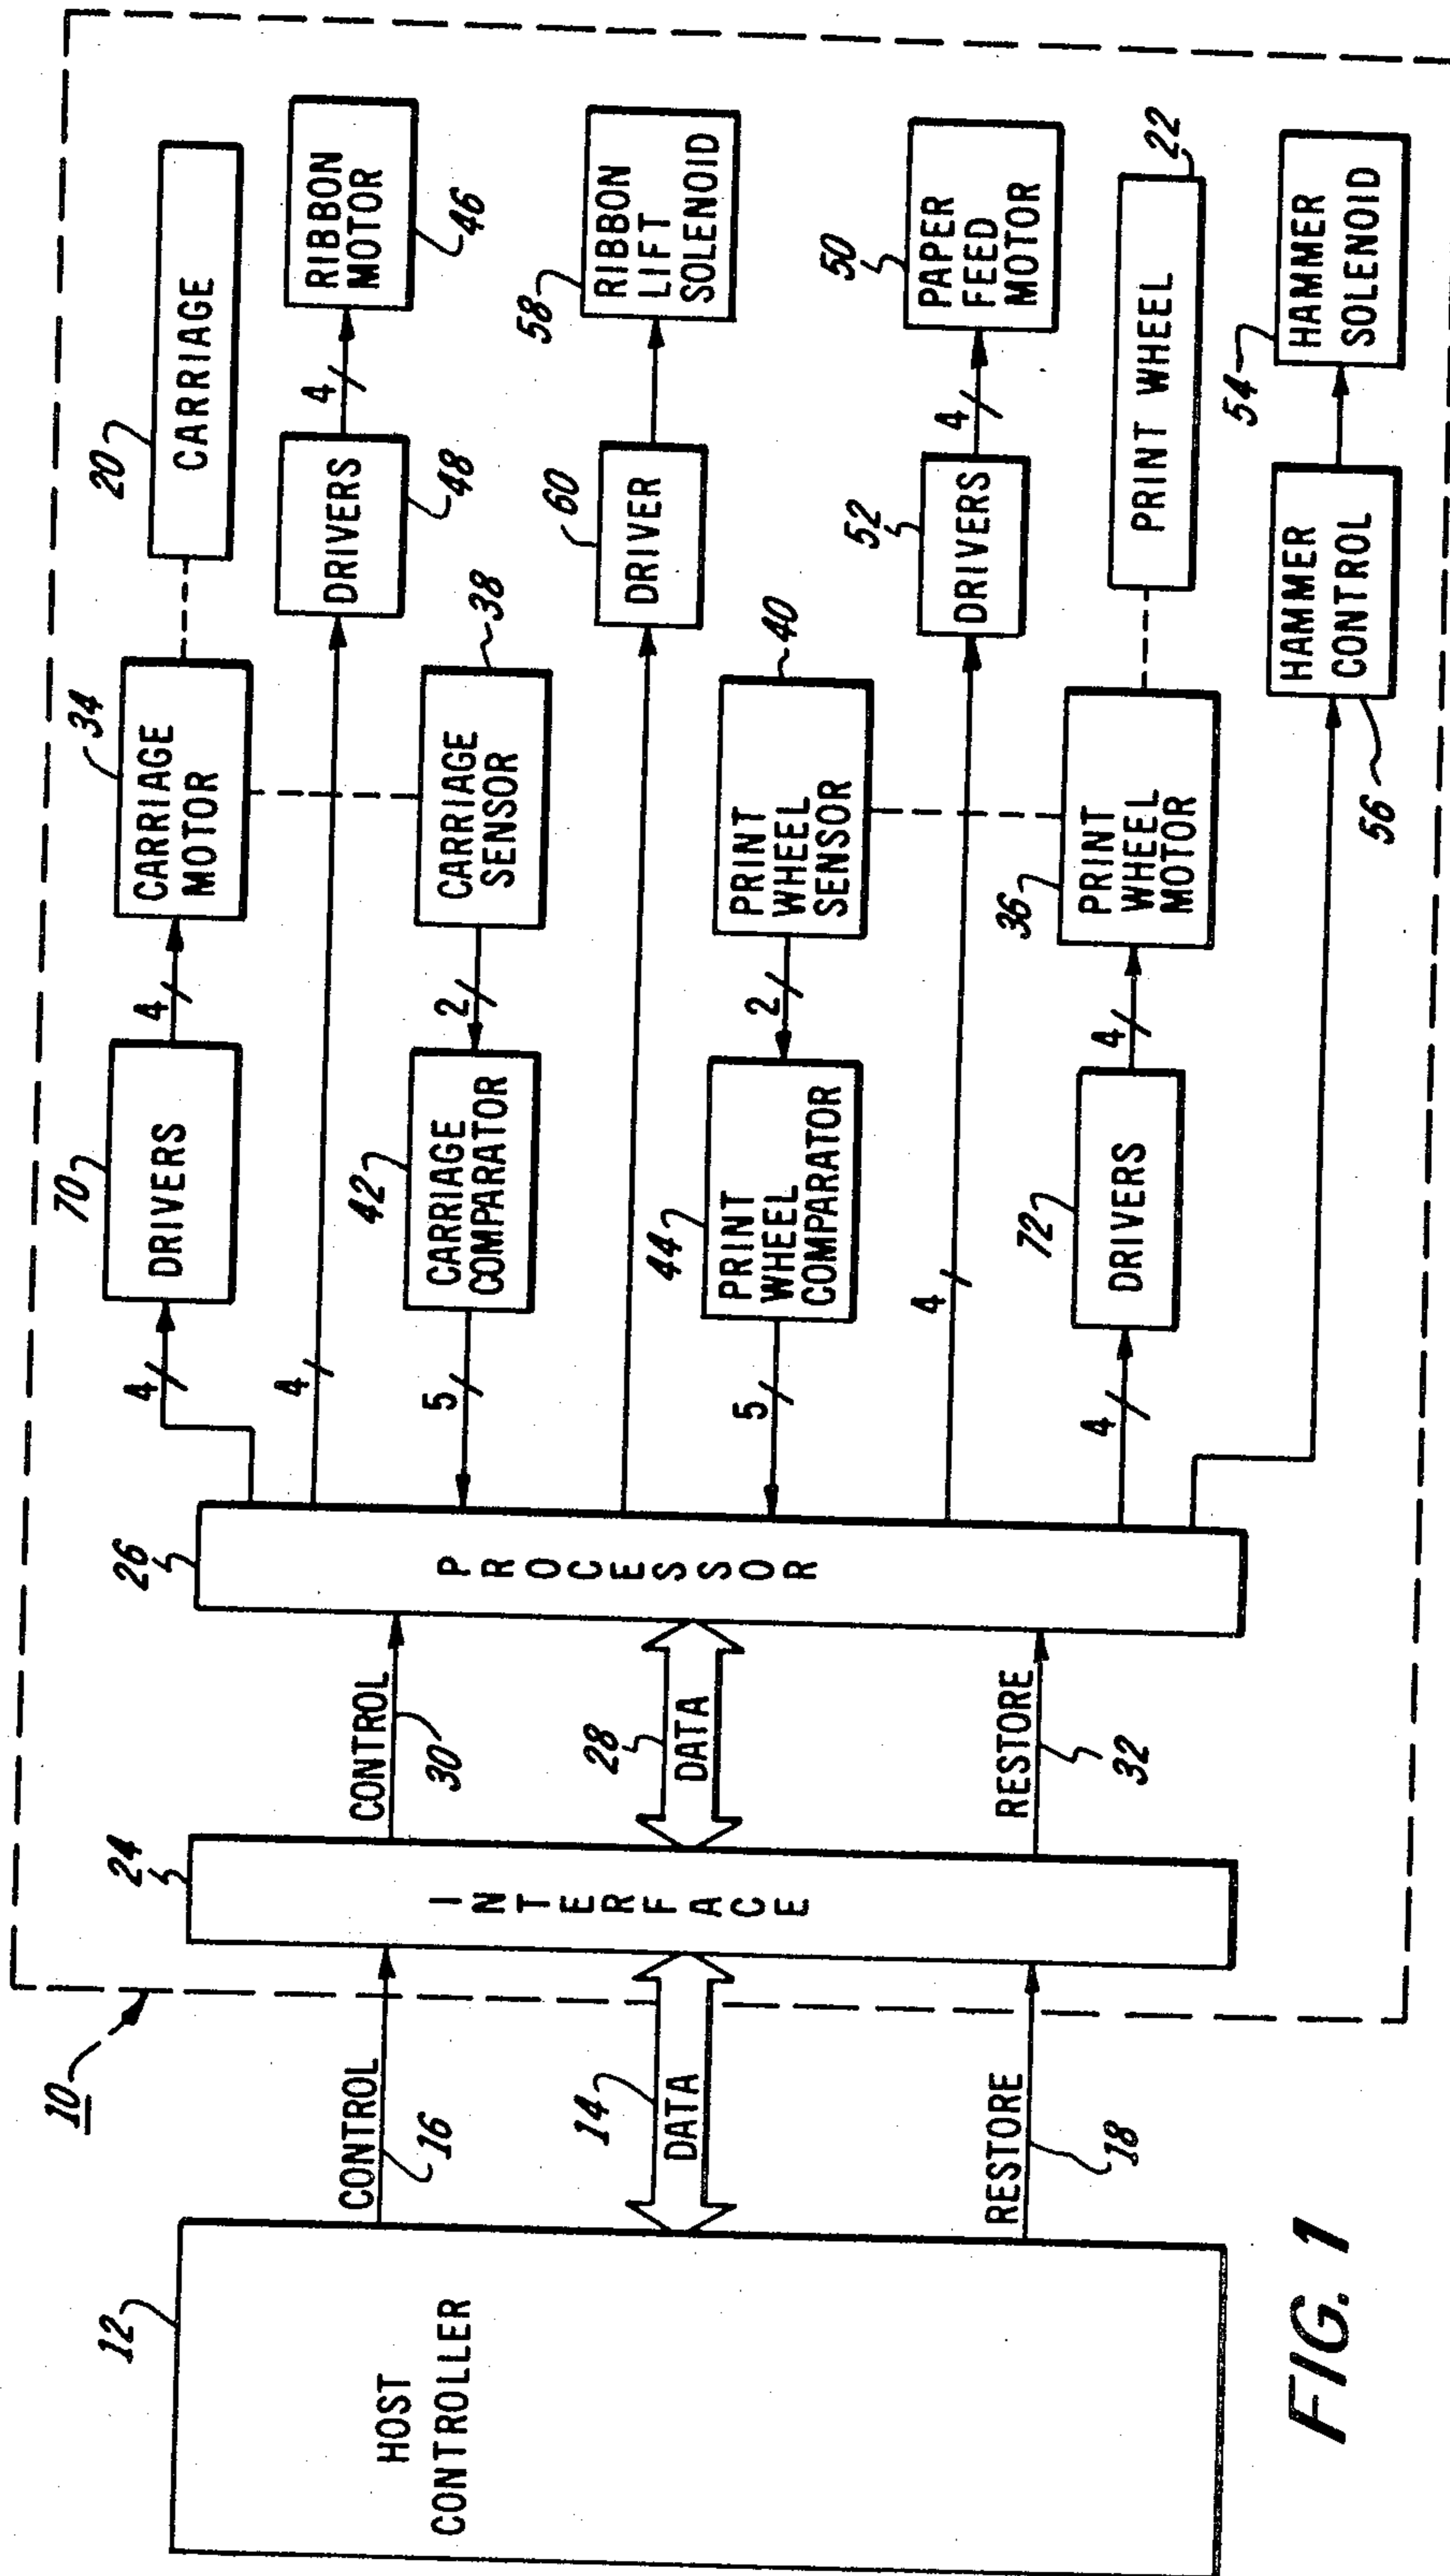 10
12
HOST
CONTROLLER
CONTROL
16
14
DATA
RESTORE
18
24
INTERFACE
CONTROL
30
28
DATA
RESTORE
32
26
PROCESSOR
4
70
DRIVERS
4
34
CARRIAGE
MOTOR
20
CARRIAGE
4
DRIVERS
48
4
RIBBON
MOTOR
46
5
42
CARRIAGE
COMPARATOR
2
CARRIAGE
SENSOR
38
60
DRIVER
58
RIBBON
LIFT
SOLENOID
5
44
PRINT
WHEEL
COMPARATOR
2
PRINT
WHEEL
SENSOR
40
4
52
DRIVERS
4
50
PAPER
FEED
MOTOR
4
72
DRIVERS
4
36
PRINT
WHEEL
MOTOR
PRINT WHEEL
22
HAMMER
CONTROL
56
54
HAMMER
SOLENOID
FIG. 1